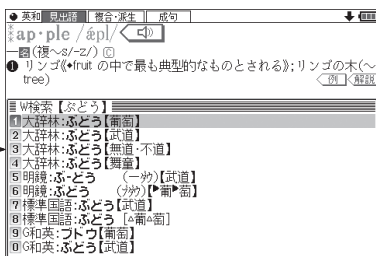 英和 見出語 複合·派生 成句
ap·ple /ǽpl/
一名(複~s/-z/) Ⓒ
❶ リンゴ《◆fruit の中で最も典型的なものとされる》;リンゴの木(~
tree) 例 解説
W検索【ぶどう】
1 大辞林:ぶどう【葡萄】
2 大辞林:ぶどう【武道】
3 大辞林:ぶどう【無道·不道】
4 大辞林:ぶどう【舞童】
5 明鏡:ぶ-どう (―ダウ)【武道】
6 明鏡:ぶどう (ブダウ)【▶葡▶萄】
7 標準国語:ぶどう【武道】
8 標準国語:ぶどう [△葡△萄]
9 G和英:ブドウ【葡萄】
0 G和英:ぶどう【武道】